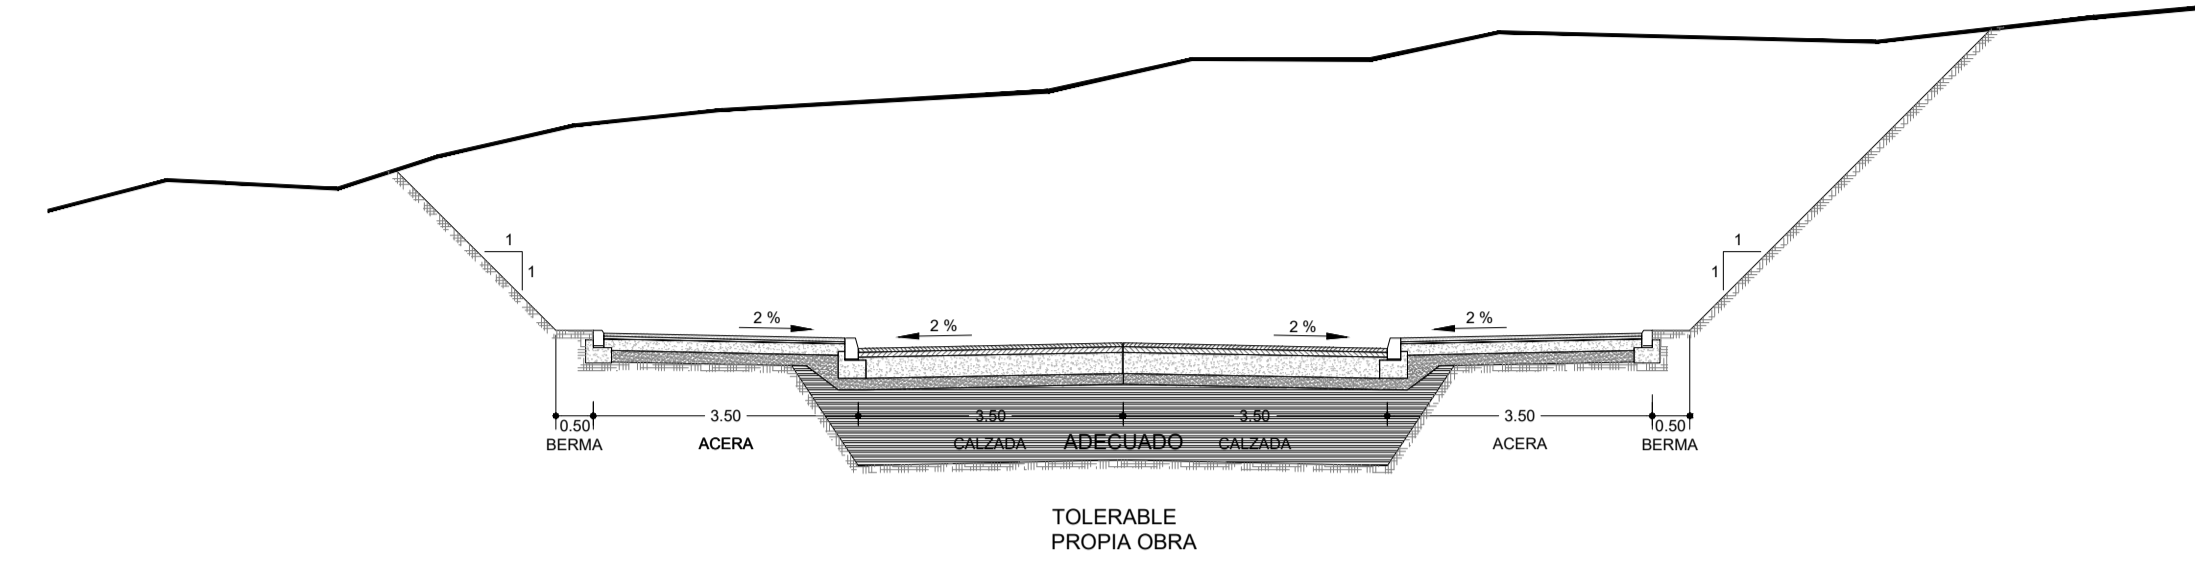 1
1
1
1
2 %
2 %
2 %
2 %
0.50
3.50
3.50
3.50
3.50
0.50
BERMA
ACERA
CALZADA
ADECUADO
CALZADA
ACERA
BERMA
TOLERABLE
PROPIA OBRA